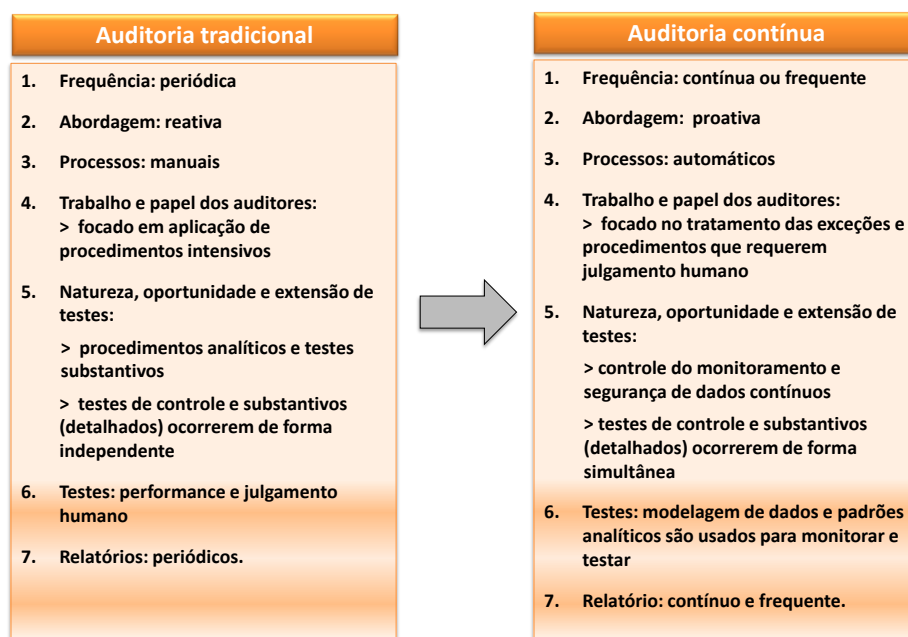 Auditoria tradicional
1. Frequência: periódica
2. Abordagem: reativa
3. Processos: manuais
4. Trabalho e papel dos auditores:
> focado em aplicação de
procedimentos intensivos
5. Natureza, oportunidade e extensão de
testes:
> procedimentos analíticos e testes
substantivos
> testes de controle e substantivos
(detalhados) ocorrerem de forma
independente
6. Testes: performance e julgamento
humano
7. Relatórios: periódicos.
Auditoria contínua
1. Frequência: contínua ou frequente
2. Abordagem: proativa
3. Processos: automáticos
4. Trabalho e papel dos auditores:
> focado no tratamento das exceções e
procedimentos que requerem
julgamento humano
5. Natureza, oportunidade e extensão de
testes:
> controle do monitoramento e
segurança de dados contínuos
> testes de controle e substantivos
(detalhados) ocorrerem de forma
simultânea
6. Testes: modelagem de dados e padrões
analíticos são usados para monitorar e
testar
7. Relatório: contínuo e frequente.